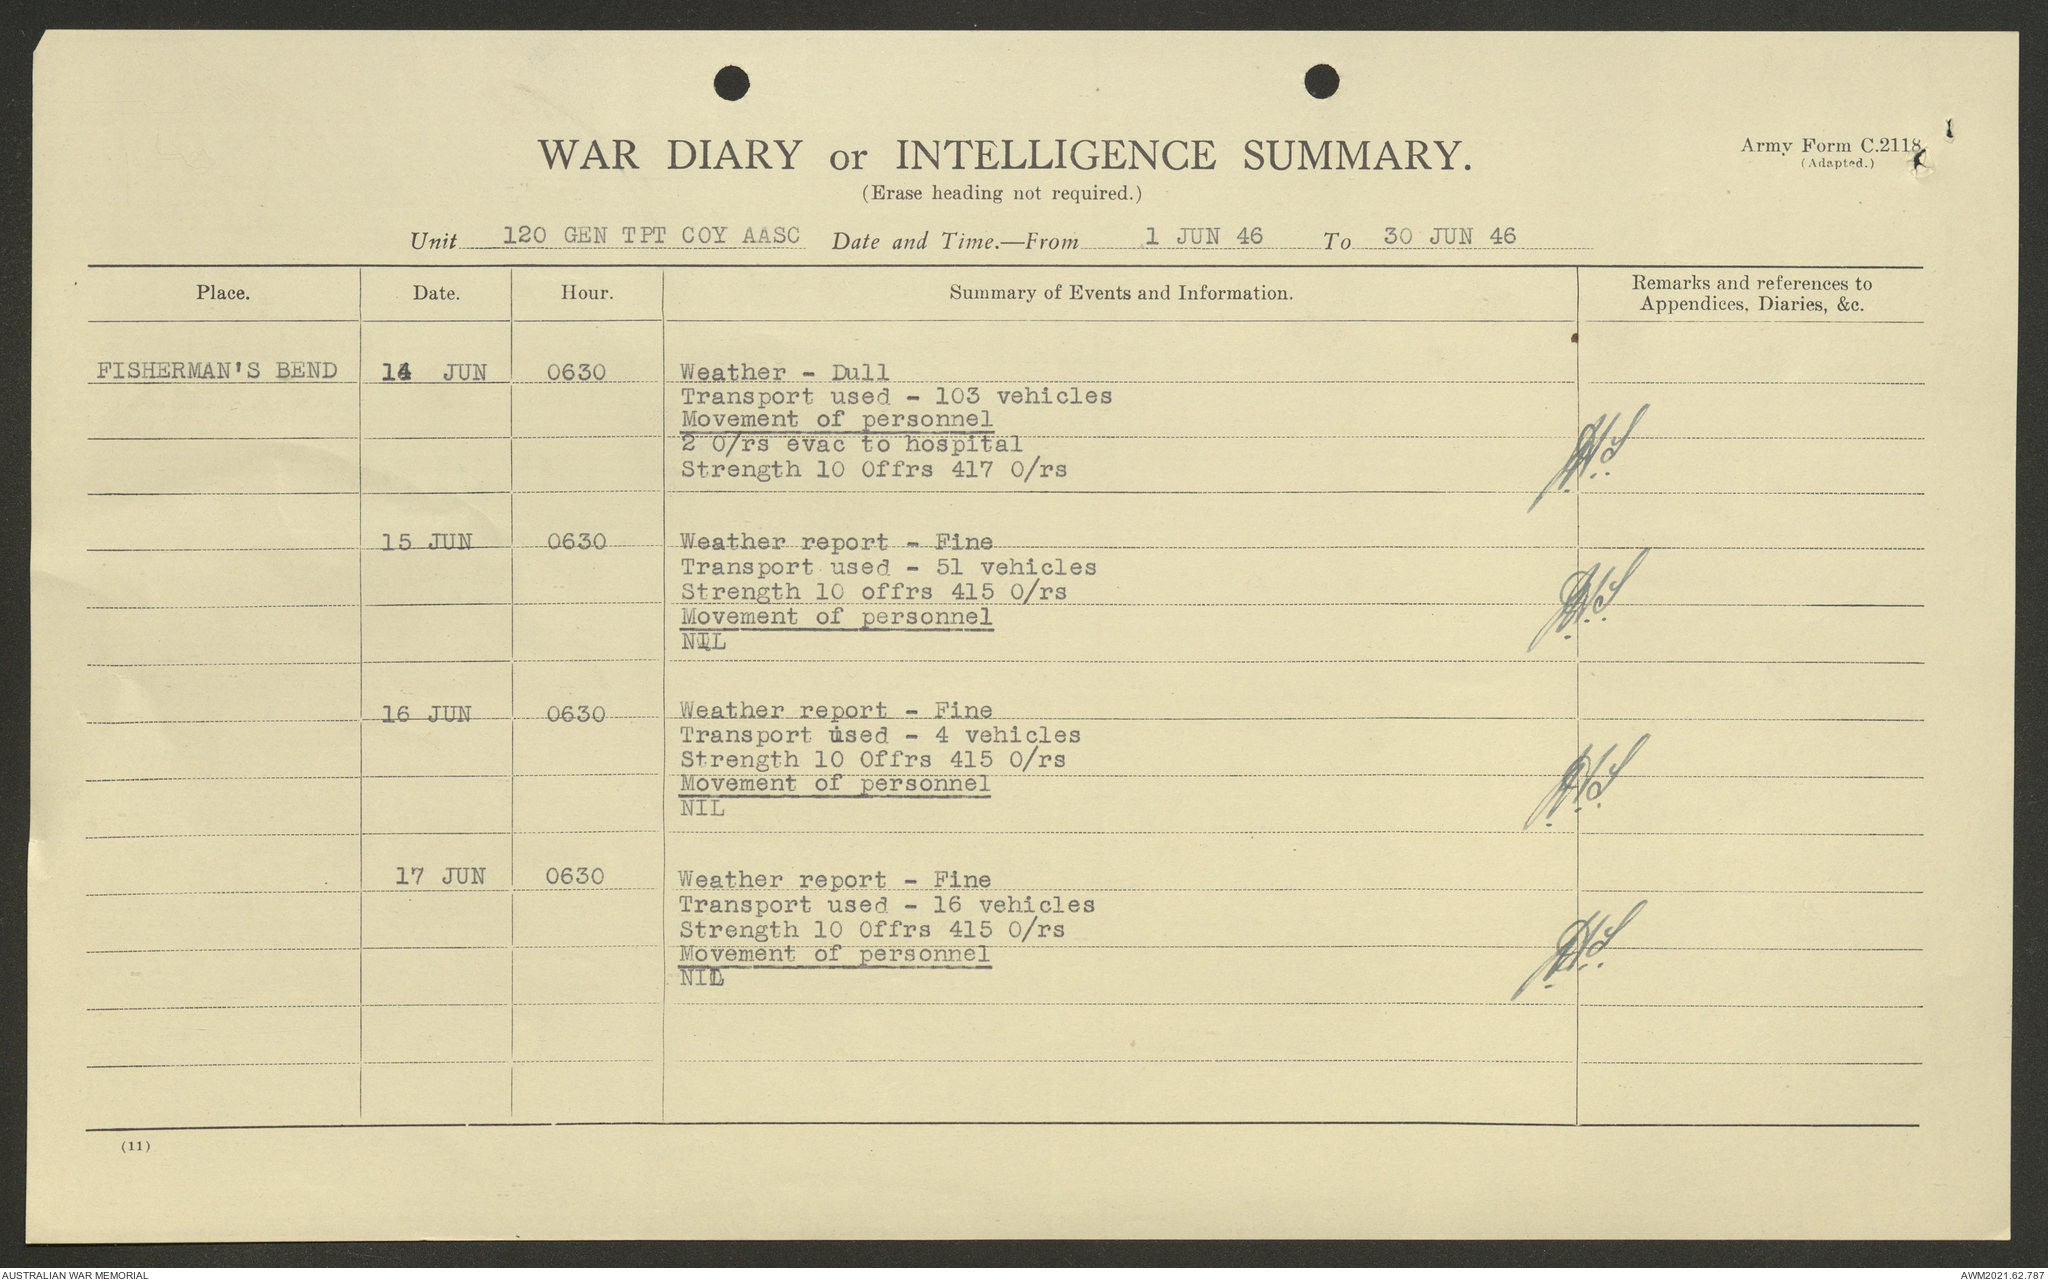 WAR DIARY or INTELLIGENCE SUMMARY.
Army Form C.2118.
(Adapted.)
(Erase heading not required.)
Unit 120 GEN TPT COY AASC Date and Time.—From 1 JUN 46 To 30 JUN 46
Place. Date. Hour. Summary of Events and Information. Remarks and references to Appendices, Diaries, &c.
FISHERMAN'S BEND 14 JUN 0630 Weather - Dull
Transport used - 103 vehicles
Movement of personnel
2 O/rs evac to hospital
Strength 10 Offrs 417 O/rs
15 JUN 0630 Weather report - Fine
Transport used - 51 vehicles
Strength 10 offrs 415 O/rs
Movement of personnel
NIL
16 JUN 0630 Weather report - Fine
Transport used - 4 vehicles
Strength 10 Offrs 415 O/rs
Movement of personnel
NIL
17 JUN 0630 Weather report - Fine
Transport used - 16 vehicles
Strength 10 Offrs 415 O/rs
Movement of personnel
NIL
(11)
AUSTRALIAN WAR MEMORIAL
AWM2021.62.787